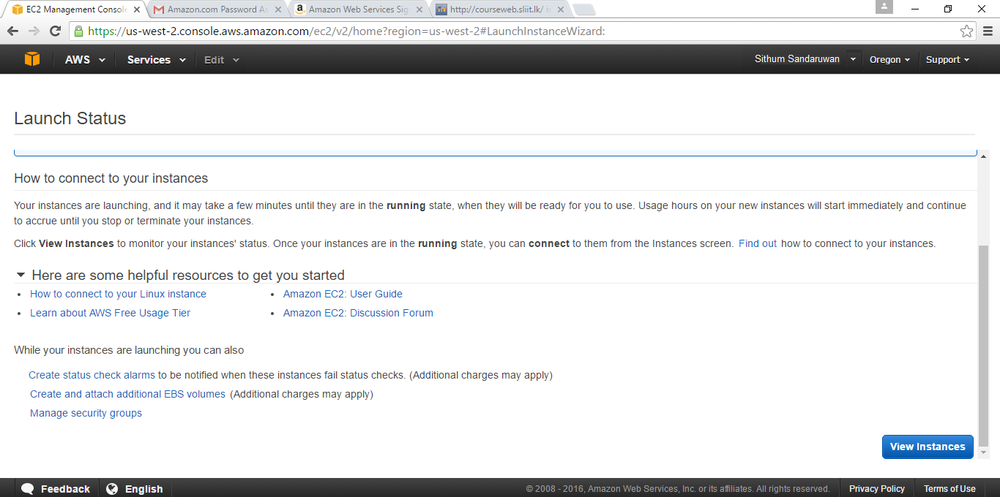 EC2 Management Console
Amazon.com Password As
Amazon Web Services Sig
http://courseweb.sliit.lk/ is
https://us-west-2.console.aws.amazon.com/ec2/v2/home?region=us-west-2#LaunchInstanceWizard:
AWS Services Edit Sithum Sandaruwan Oregon Support
Launch Status
How to connect to your instances
Your instances are launching, and it may take a few minutes until they are in the running state, when they will be ready for you to use. Usage hours on your new instances will start immediately and continue
to accrue until you stop or terminate your instances.
Click View Instances to monitor your instances' status. Once your instances are in the running state, you can connect to them from the Instances screen. Find out how to connect to your instances.
Here are some helpful resources to get you started
• How to connect to your Linux instance
• Amazon EC2: User Guide
• Learn about AWS Free Usage Tier
• Amazon EC2: Discussion Forum
While your instances are launching you can also
Create status check alarms to be notified when these instances fail status checks. (Additional charges may apply)
Create and attach additional EBS volumes (Additional charges may apply)
Manage security groups
View Instances
Feedback English © 2008 - 2016, Amazon Web Services, Inc. or its affiliates. All rights reserved. Privacy Policy Terms of Use